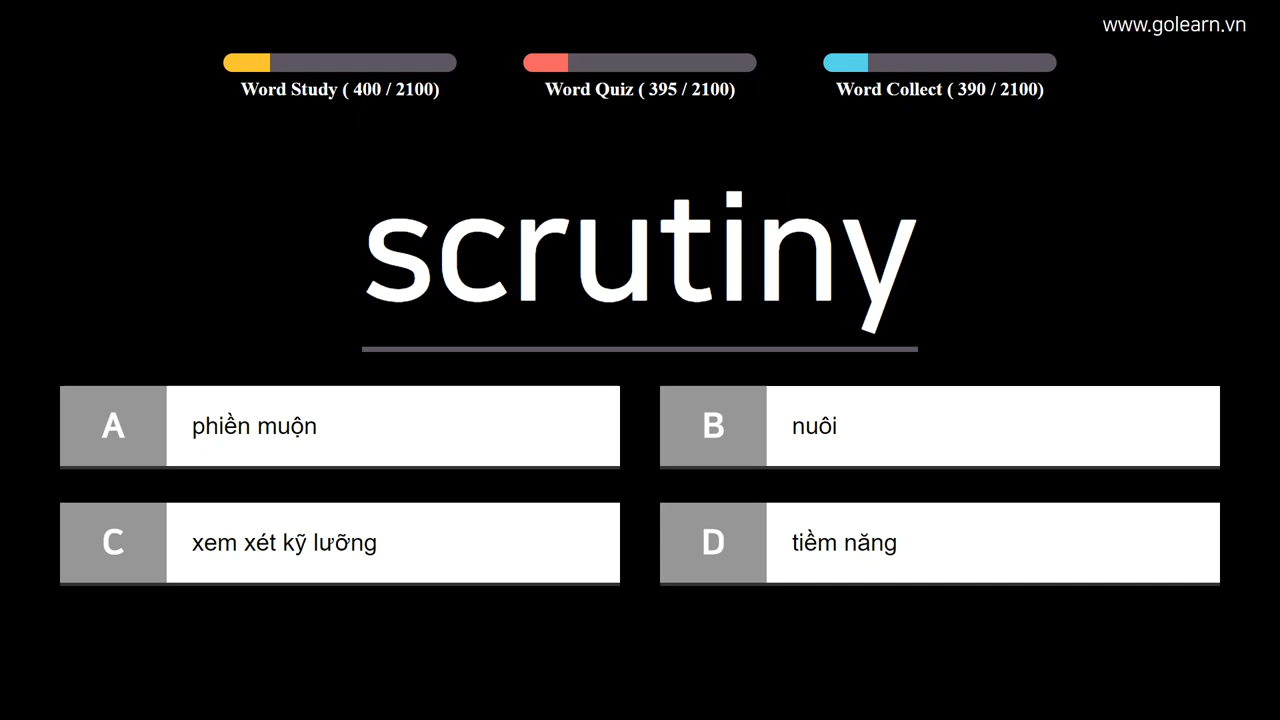 www.golearn.vn
Word Study ( 400 / 2100)
Word Quiz ( 395 / 2100)
Word Collect ( 390 / 2100)
scrutiny
A phiền muộn
B nuôi
C xem xét kỹ lưỡng
D tiềm năng